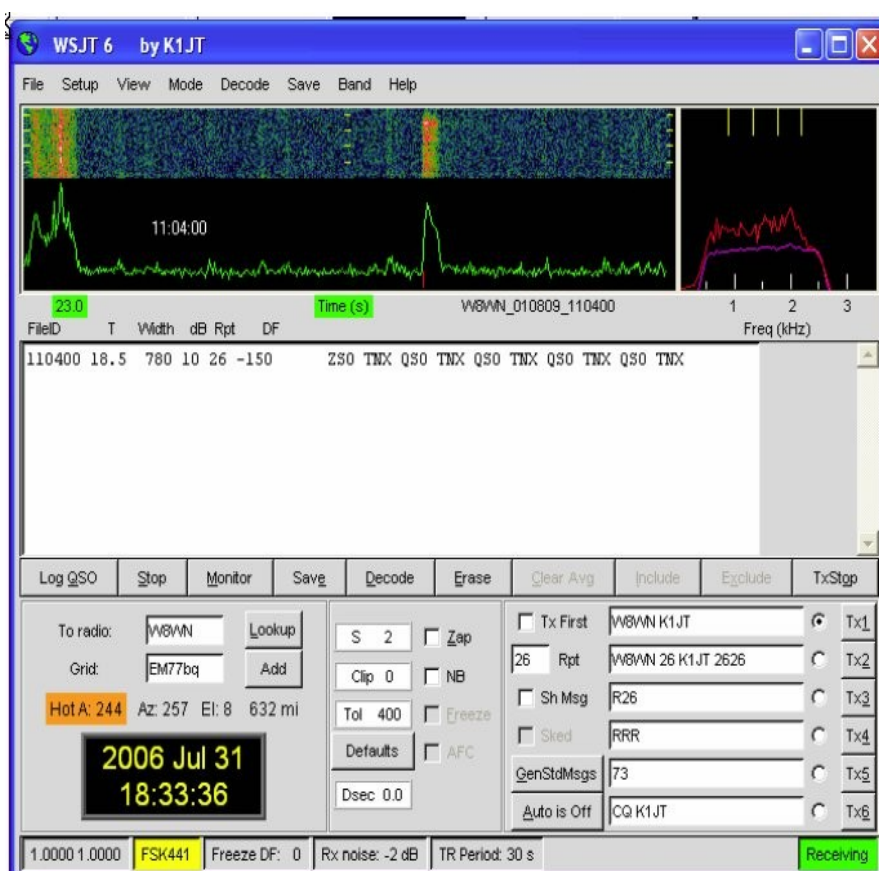 WSJT 6 by K1JT
File Setup View Mode Decode Save Band Help
11:04:00
23.0 Time (s) W8WN_010809_110400 1 2 3
FileID T Width dB Rpt DF Freq (kHz)
110400 18.5 780 10 26 -150 ZSO TNX QSO TNX QSO TNX QSO TNX QSO TNX
Log QSO Stop Monitor Save Decode Erase Clear Avg Include Exclude TxStop
To radio: W8WN Lookup S 2 Zap Tx First W8WN K1JT Tx1
Grid: EM77bq Add Clip 0 NB 26 Rpt W8WN 26 K1JT 2626 Tx2
Hot A: 244 Az: 257 El: 8 632 mi Tol 400 Freeze Sh Msg R26 Tx3
Defaults AFC Sked RRR Tx4
2006 Jul 31 GenStdMsgs 73 Tx5
18:33:36 Dsec 0.0 Auto is Off CQ K1JT Tx6
1.0000 1.0000 FSK441 Freeze DF: 0 Rx noise: -2 dB TR Period: 30 s Receiving